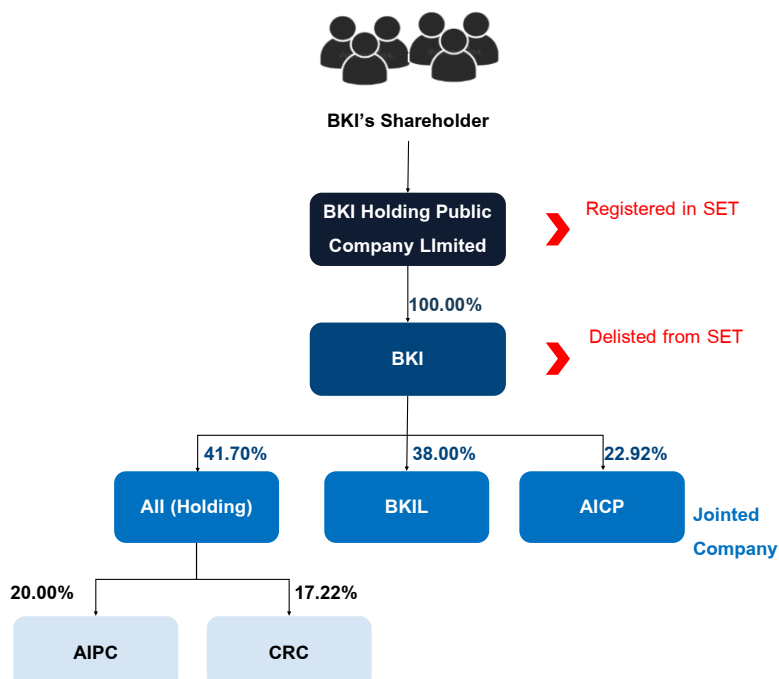 BKI’s Shareholder
BKI Holding Public
Company LImited
Registered in SET
100.00%
BKI
Delisted from SET
41.70%
38.00%
22.92%
AII (Holding)
BKIL
AICP
Jointed
Company
20.00%
17.22%
AIPC
CRC